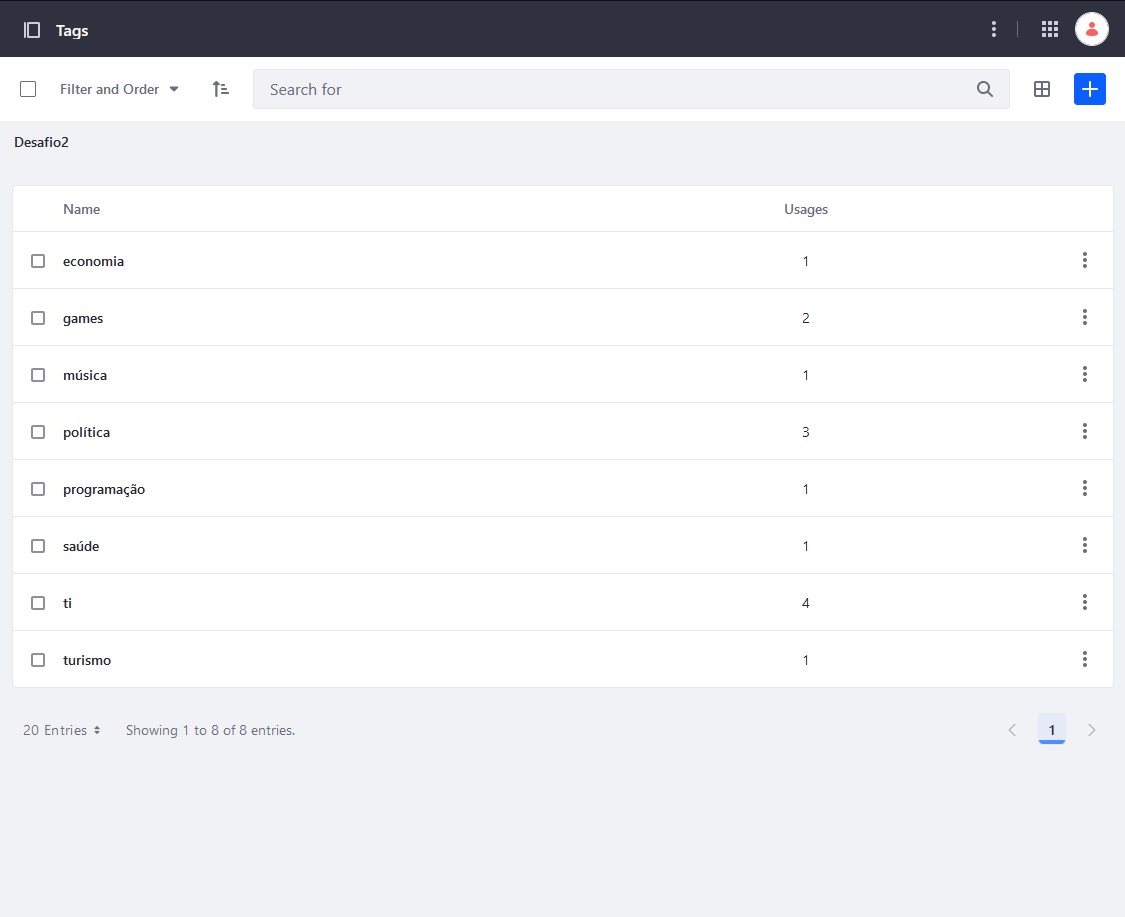 Tags
Filter and Order
Search for
Desafio2
Name Usages
economia 1
games 2
música 1
política 3
programação 1
saúde 1
ti 4
turismo 1
20 Entries Showing 1 to 8 of 8 entries. 1